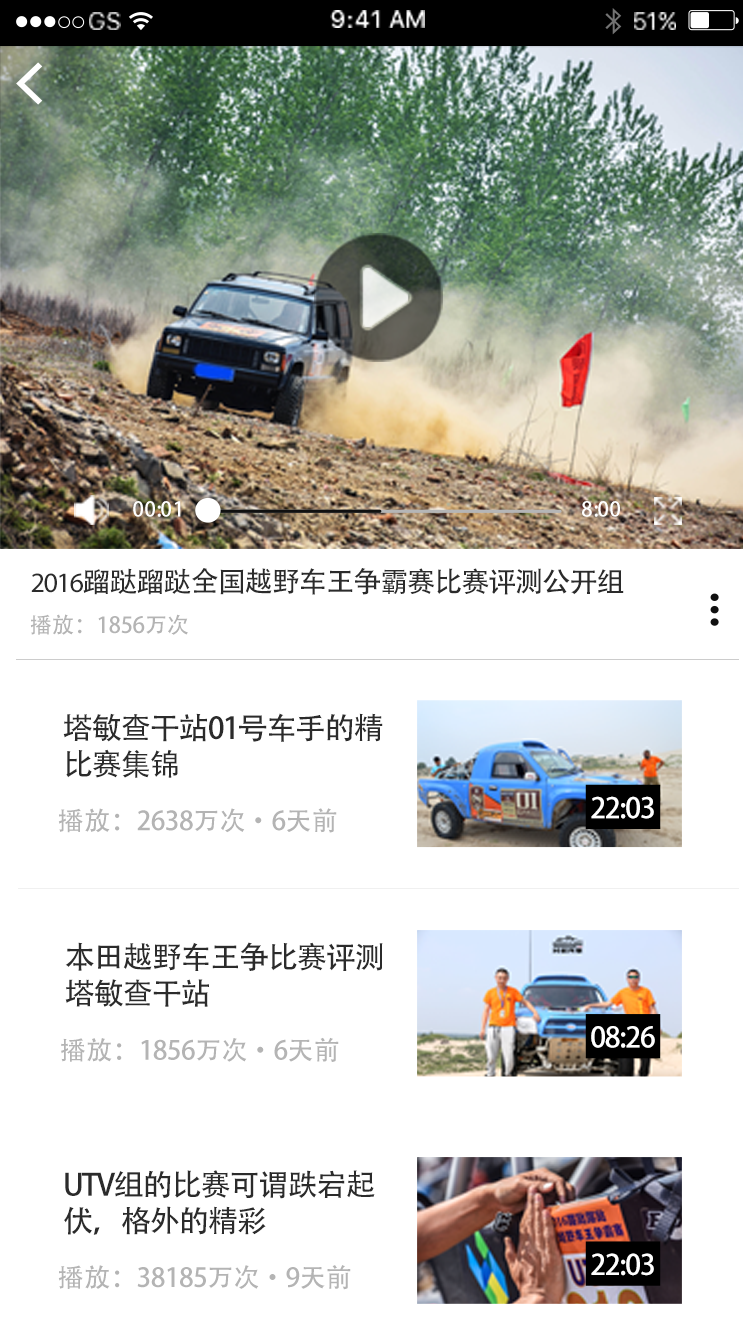 GS 9:41 AM 51%
00:01 8:00
2016蹓跶蹓跶全国越野车王争霸赛比赛评测公开组
播放：1856万次
塔敏查干站01号车手的精
比赛集锦
播放：2638万次·6天前
01
22:03
本田越野车王争比赛评测
塔敏查干站
播放：1856万次·6天前
08:26
UTV组的比赛可谓跌宕起
伏，格外的精彩
播放：38185万次·9天前
22:03